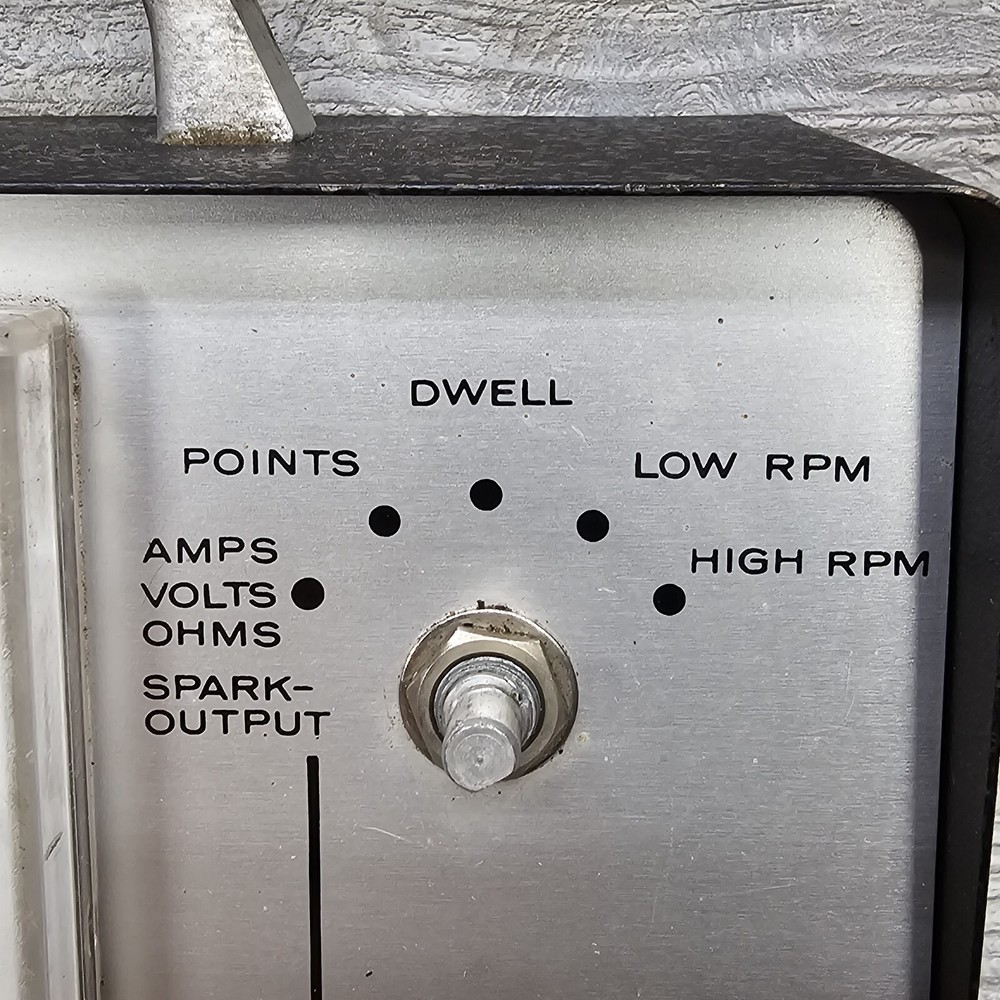 DWELL
POINTS
LOW RPM
AMPS
HIGH RPM
VOLTS
OHMS
SPARK-
OUTPUT